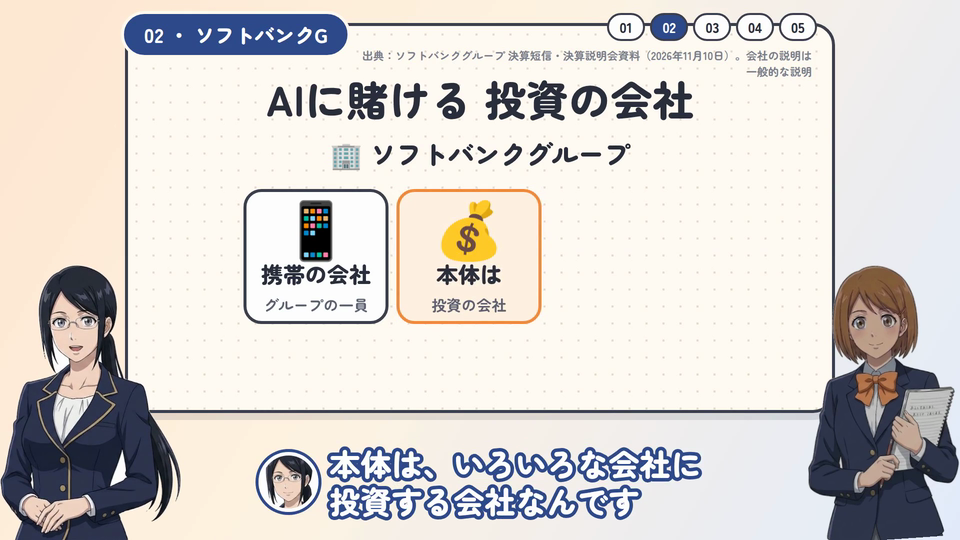 02 ・ ソフトバンクG
01 02 03 04 05
出典：ソフトバンクグループ 決算短信・決算説明会資料（2026年11月10日）。会社の説明は
一般的な説明
AIに賭ける 投資の会社
ソフトバンクグループ
携帯の会社
グループの一員
本体は
投資の会社
本体は、いろいろな会社に
投資する会社なんです